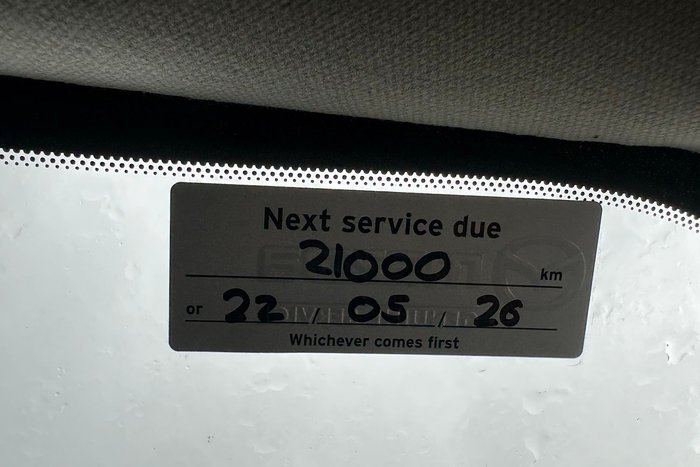 Next service due
21000 km
or 22 / 05 / 26
Whichever comes first